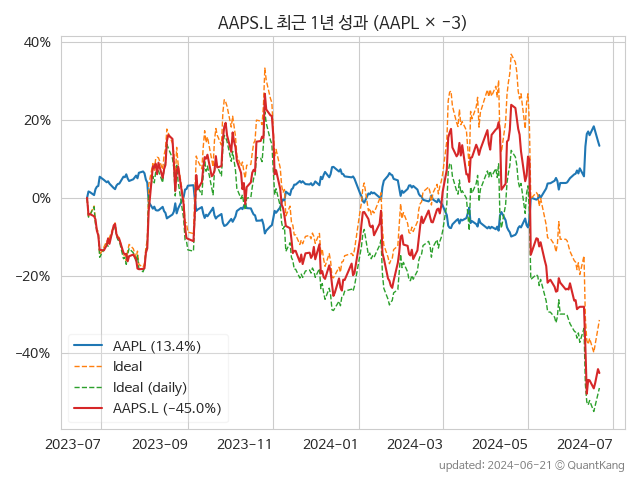 AAPS.L 최근 1년 성과 (AAPL × −3)
40%
20%
0%
−20%
−40%
AAPL (13.4%)
Ideal
Ideal (daily)
AAPS.L (−45.0%)
2023−07 2023−09 2023−11 2024−01 2024−03 2024−05 2024−07
updated: 2024-06-21 ⓒ QuantKang